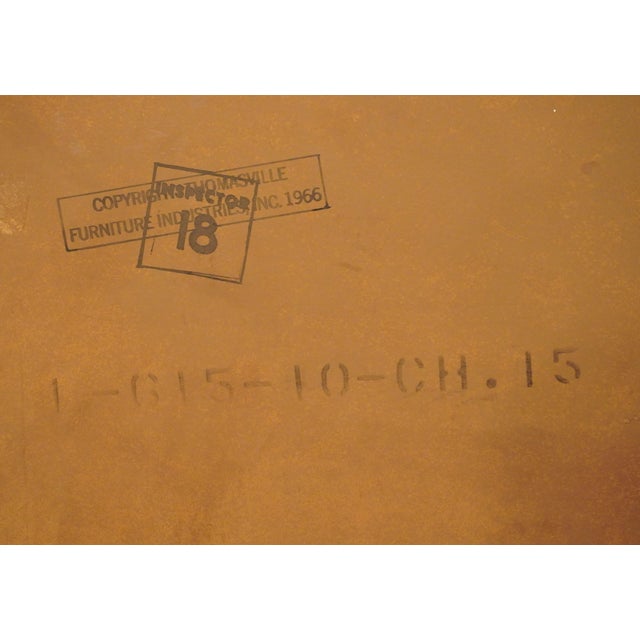 COPYRIGHT THOMASVILLE
FURNITURE INDUSTRIES, INC. 1966
INSPECTOR
18
1-615-10-CH.15